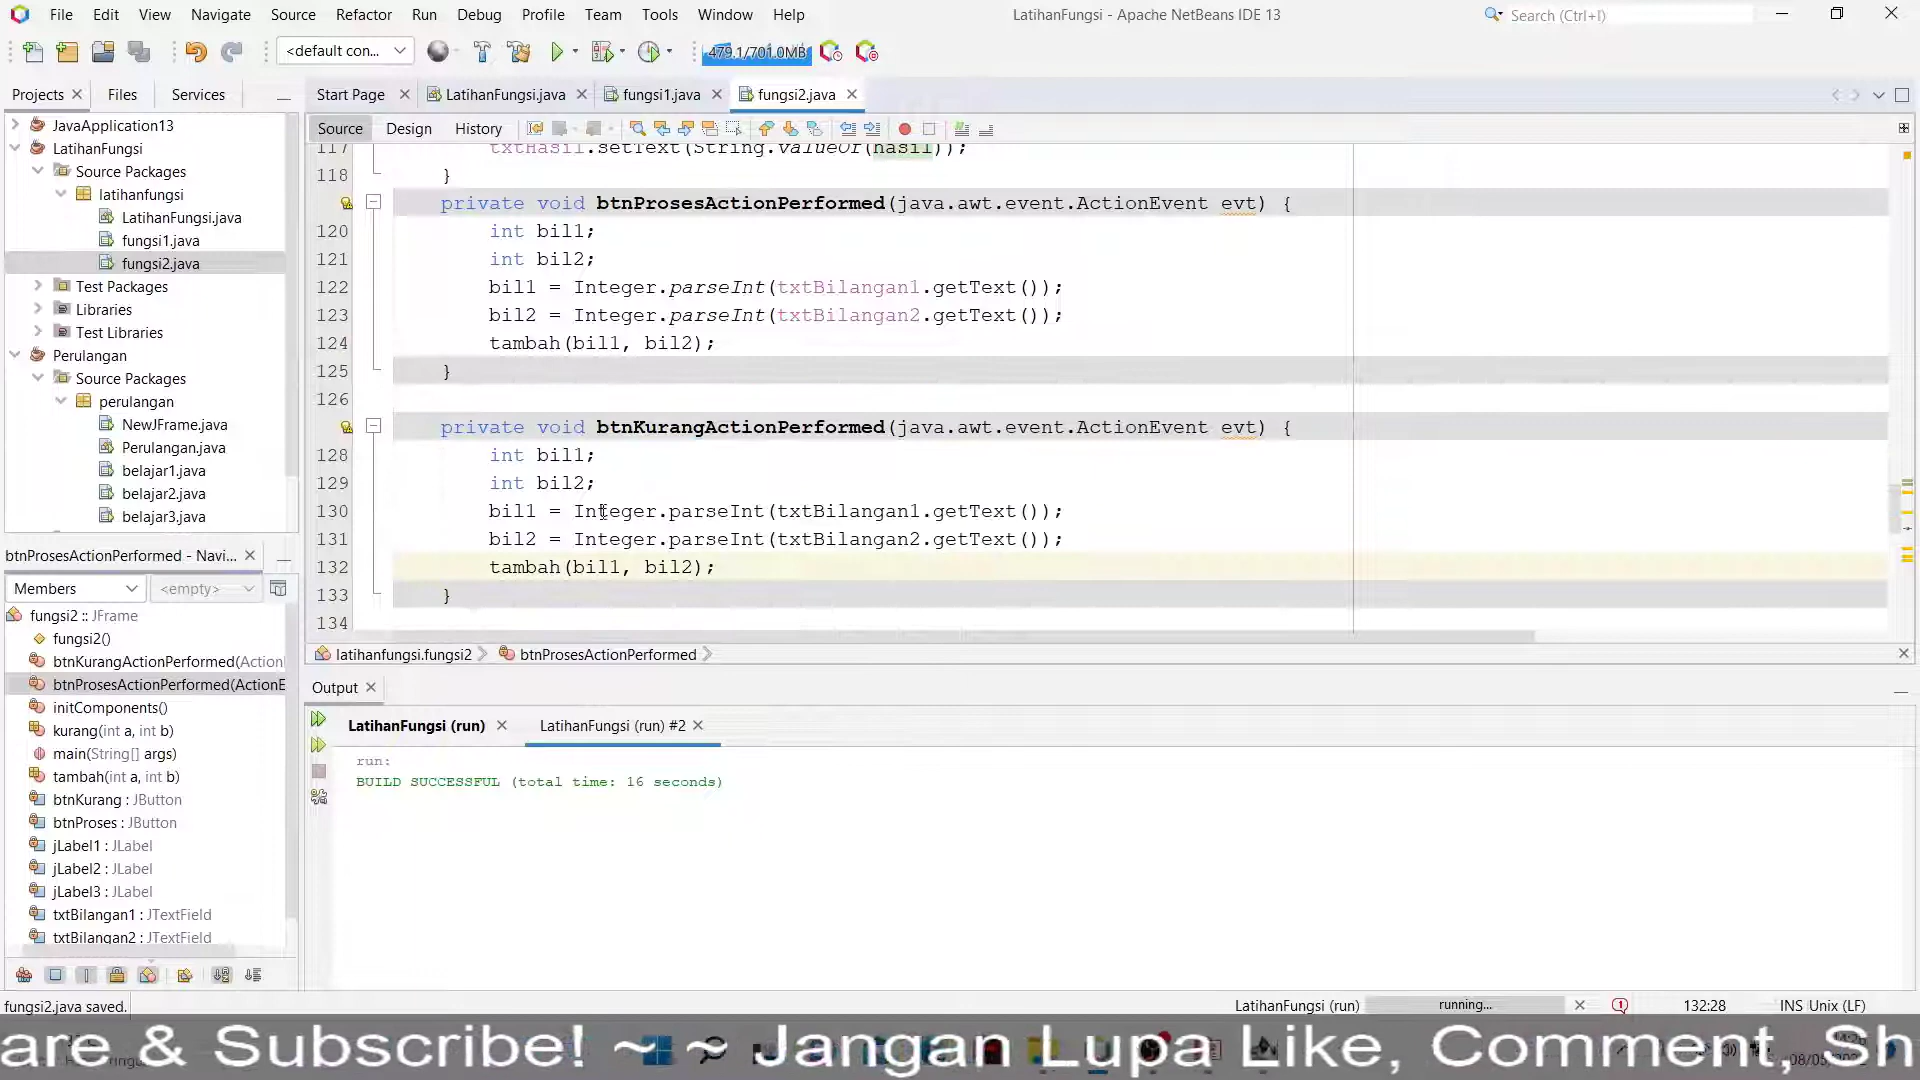 File Edit View Navigate Source Refactor Run Debug Profile Team Tools Window Help
LatihanFungsi - Apache NetBeans IDE 13
Search (Ctrl+I)
<default con...
479.1/701.0MB
Projects Files Services
Start Page LatihanFungsi.java fungsi1.java fungsi2.java
Source Design History
JavaApplication13
LatihanFungsi
Source Packages
latihanfungsi
LatihanFungsi.java
fungsi1.java
fungsi2.java
Test Packages
Libraries
Test Libraries
Perulangan
Source Packages
perulangan
NewJFrame.java
Perulangan.java
belajar1.java
belajar2.java
belajar3.java
117 txtHasil.setText(String.valueOf(hasil));
118 }
private void btnProsesActionPerformed(java.awt.event.ActionEvent evt) {
120 int bil1;
121 int bil2;
122 bil1 = Integer.parseInt(txtBilangan1.getText());
123 bil2 = Integer.parseInt(txtBilangan2.getText());
124 tambah(bil1, bil2);
125 }
126
private void btnKurangActionPerformed(java.awt.event.ActionEvent evt) {
128 int bil1;
129 int bil2;
130 bil1 = Integer.parseInt(txtBilangan1.getText());
131 bil2 = Integer.parseInt(txtBilangan2.getText());
132 tambah(bil1, bil2);
133 }
134
latihanfungsi.fungsi2 btnProsesActionPerformed
btnProsesActionPerformed - Navi...
Members <empty>
fungsi2 :: JFrame
fungsi2()
btnKurangActionPerformed(Action
btnProsesActionPerformed(ActionE
initComponents()
kurang(int a, int b)
main(String[] args)
tambah(int a, int b)
btnKurang : JButton
btnProses : JButton
jLabel1 : JLabel
jLabel2 : JLabel
jLabel3 : JLabel
txtBilangan1 : JTextField
txtBilangan2 : JTextField
Output
LatihanFungsi (run) LatihanFungsi (run) #2
run:
BUILD SUCCESSFUL (total time: 16 seconds)
fungsi2.java saved.
LatihanFungsi (run) running... 132:28 INS Unix (LF)
are & Subscribe! ~ ~ Jangan Lupa Like, Comment, Sh